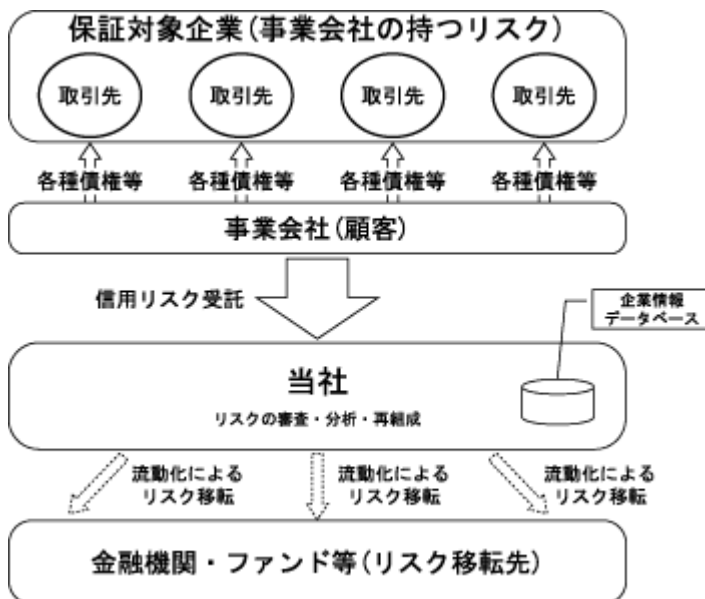 保証対象企業(事業会社の持つリスク)
取引先 取引先 取引先 取引先
各種債権等 各種債権等 各種債権等 各種債権等
事業会社(顧客)
信用リスク受託
企業情報
データベース
当社
リスクの審査・分析・再組成
流動化による 流動化による 流動化による
リスク移転 リスク移転 リスク移転
金融機関・ファンド等(リスク移転先)